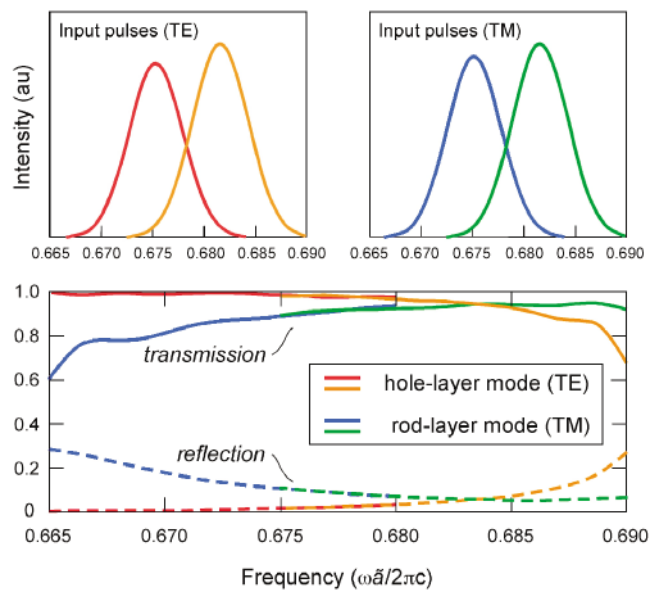 Input pulses (TE)
Input pulses (TM)
Intensity (au)
0.665 0.670 0.675 0.680 0.685 0.690
0.665 0.670 0.675 0.680 0.685 0.690
1.0
0.8
0.6
0.4
0.2
0
transmission
hole-layer mode (TE)
rod-layer mode (TM)
reflection
0.665 0.670 0.675 0.680 0.685 0.690
Frequency (ωã/2πc)